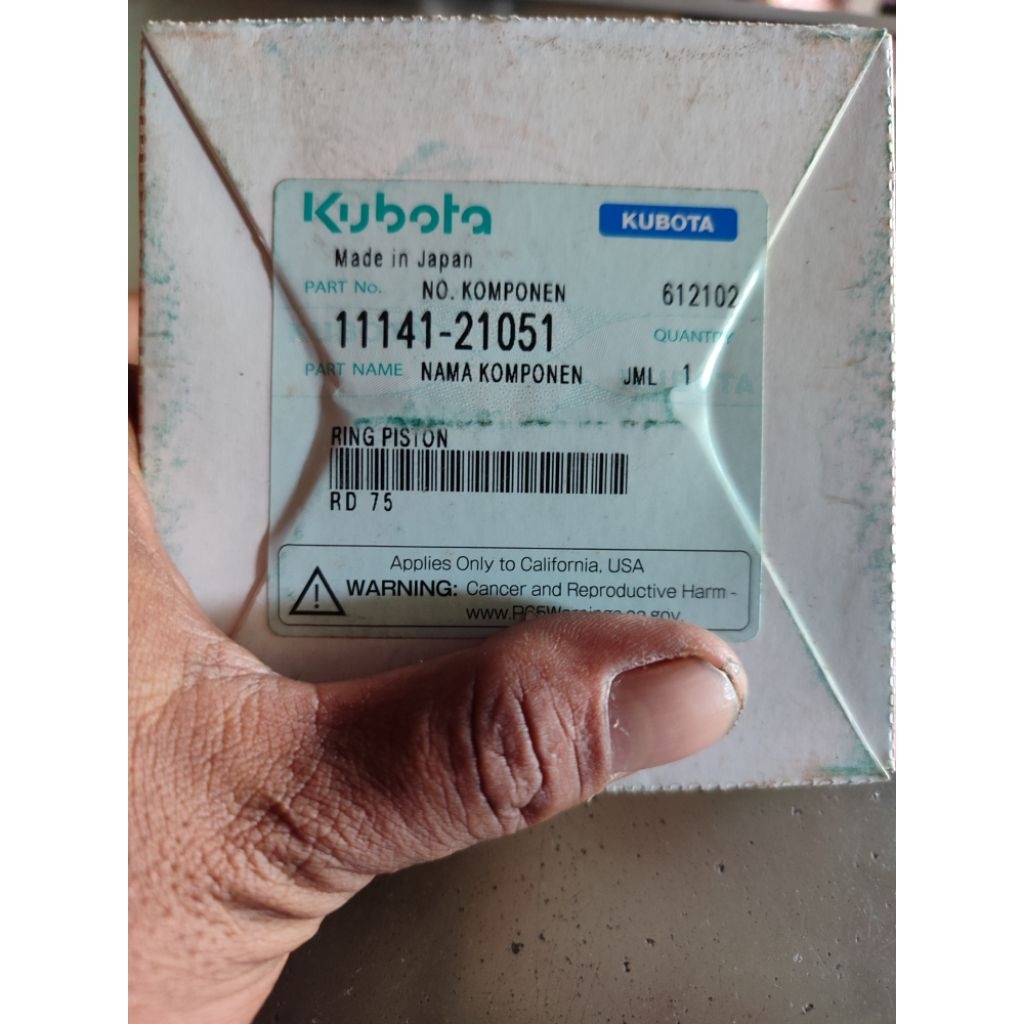 Kubota KUBOTA
Made in Japan
PART No. NO. KOMPONEN 612102
11141-21051 QUANTITY
PART NAME NAMA KOMPONEN JML 1
RING PISTON
RD 75
Applies Only to California, USA
WARNING: Cancer and Reproductive Harm -